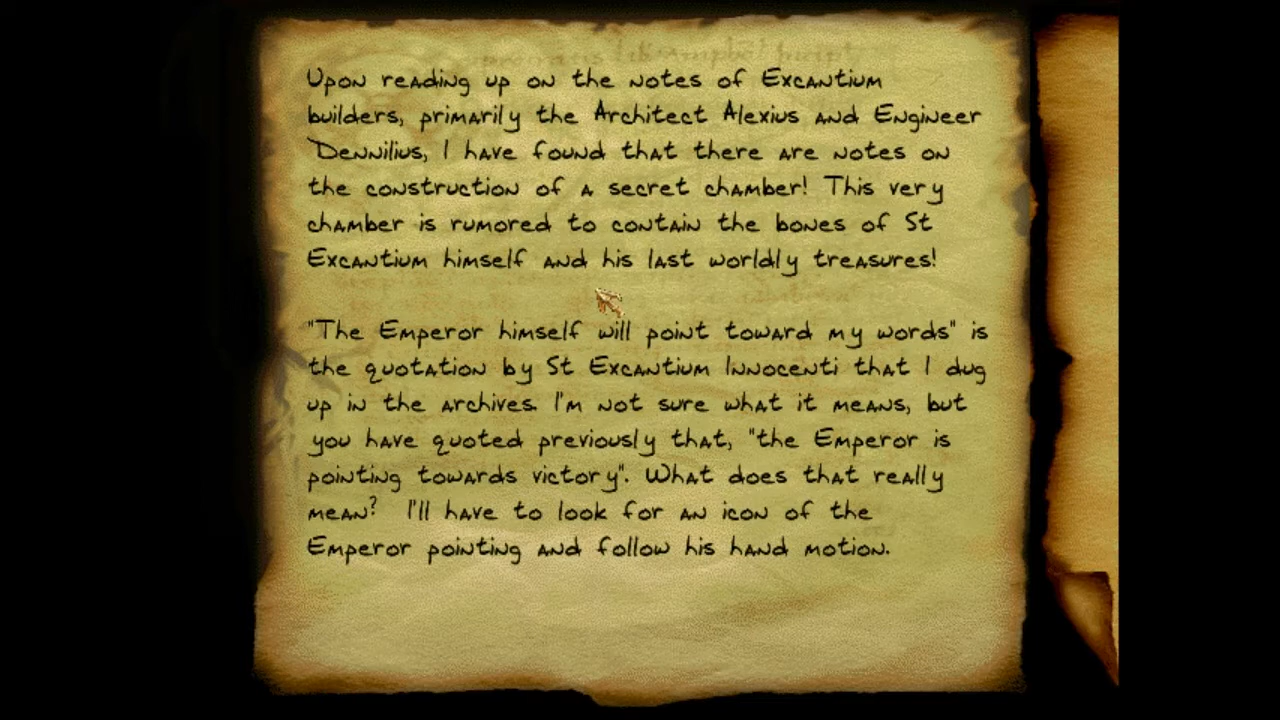 Upon reading up on the notes of Excantium
builders, primarily the Architect Alexius and Engineer
Dennilius, I have found that there are notes on
the construction of a secret chamber! This very
chamber is rumored to contain the bones of St
Excantium himself and his last worldly treasures!
"The Emperor himself will point toward my words" is
the quotation by St Excantium Innocenti that I dug
up in the archives. I'm not sure what it means, but
you have quoted previously that, "the Emperor is
pointing towards victory". What does that really
mean? I'll have to look for an icon of the
Emperor pointing and follow his hand motion.